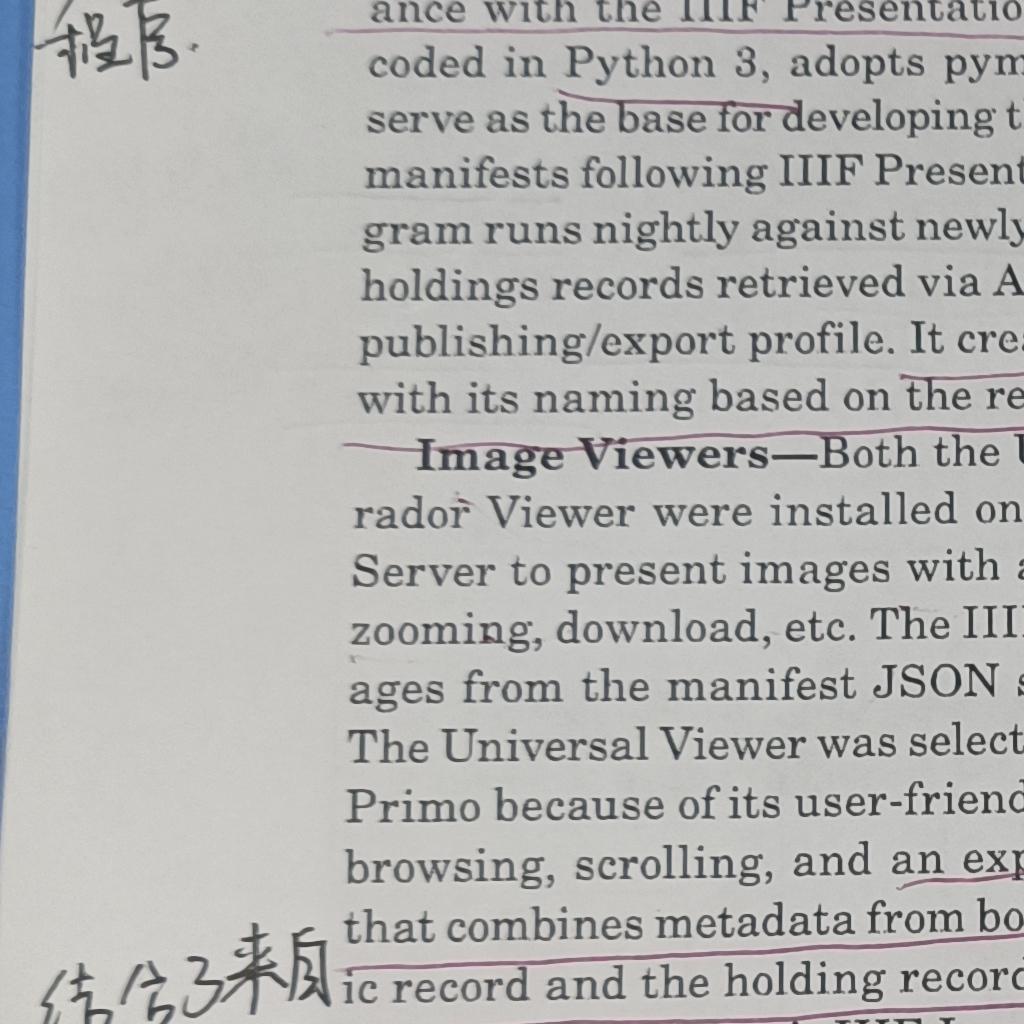 程序.
ance with the IIIF Presentatio
coded in Python 3, adopts pym
serve as the base for developing t
manifests following IIIF Present
gram runs nightly against newly
holdings records retrieved via A
publishing/export profile. It cre
with its naming based on the re
Image Viewers—Both the U
rador Viewer were installed on
Server to present images with a
zooming, download, etc. The III
ages from the manifest JSON s
The Universal Viewer was select
Primo because of its user-friend
browsing, scrolling, and an exp
that combines metadata from bo
结合了来自
ic record and the holding record